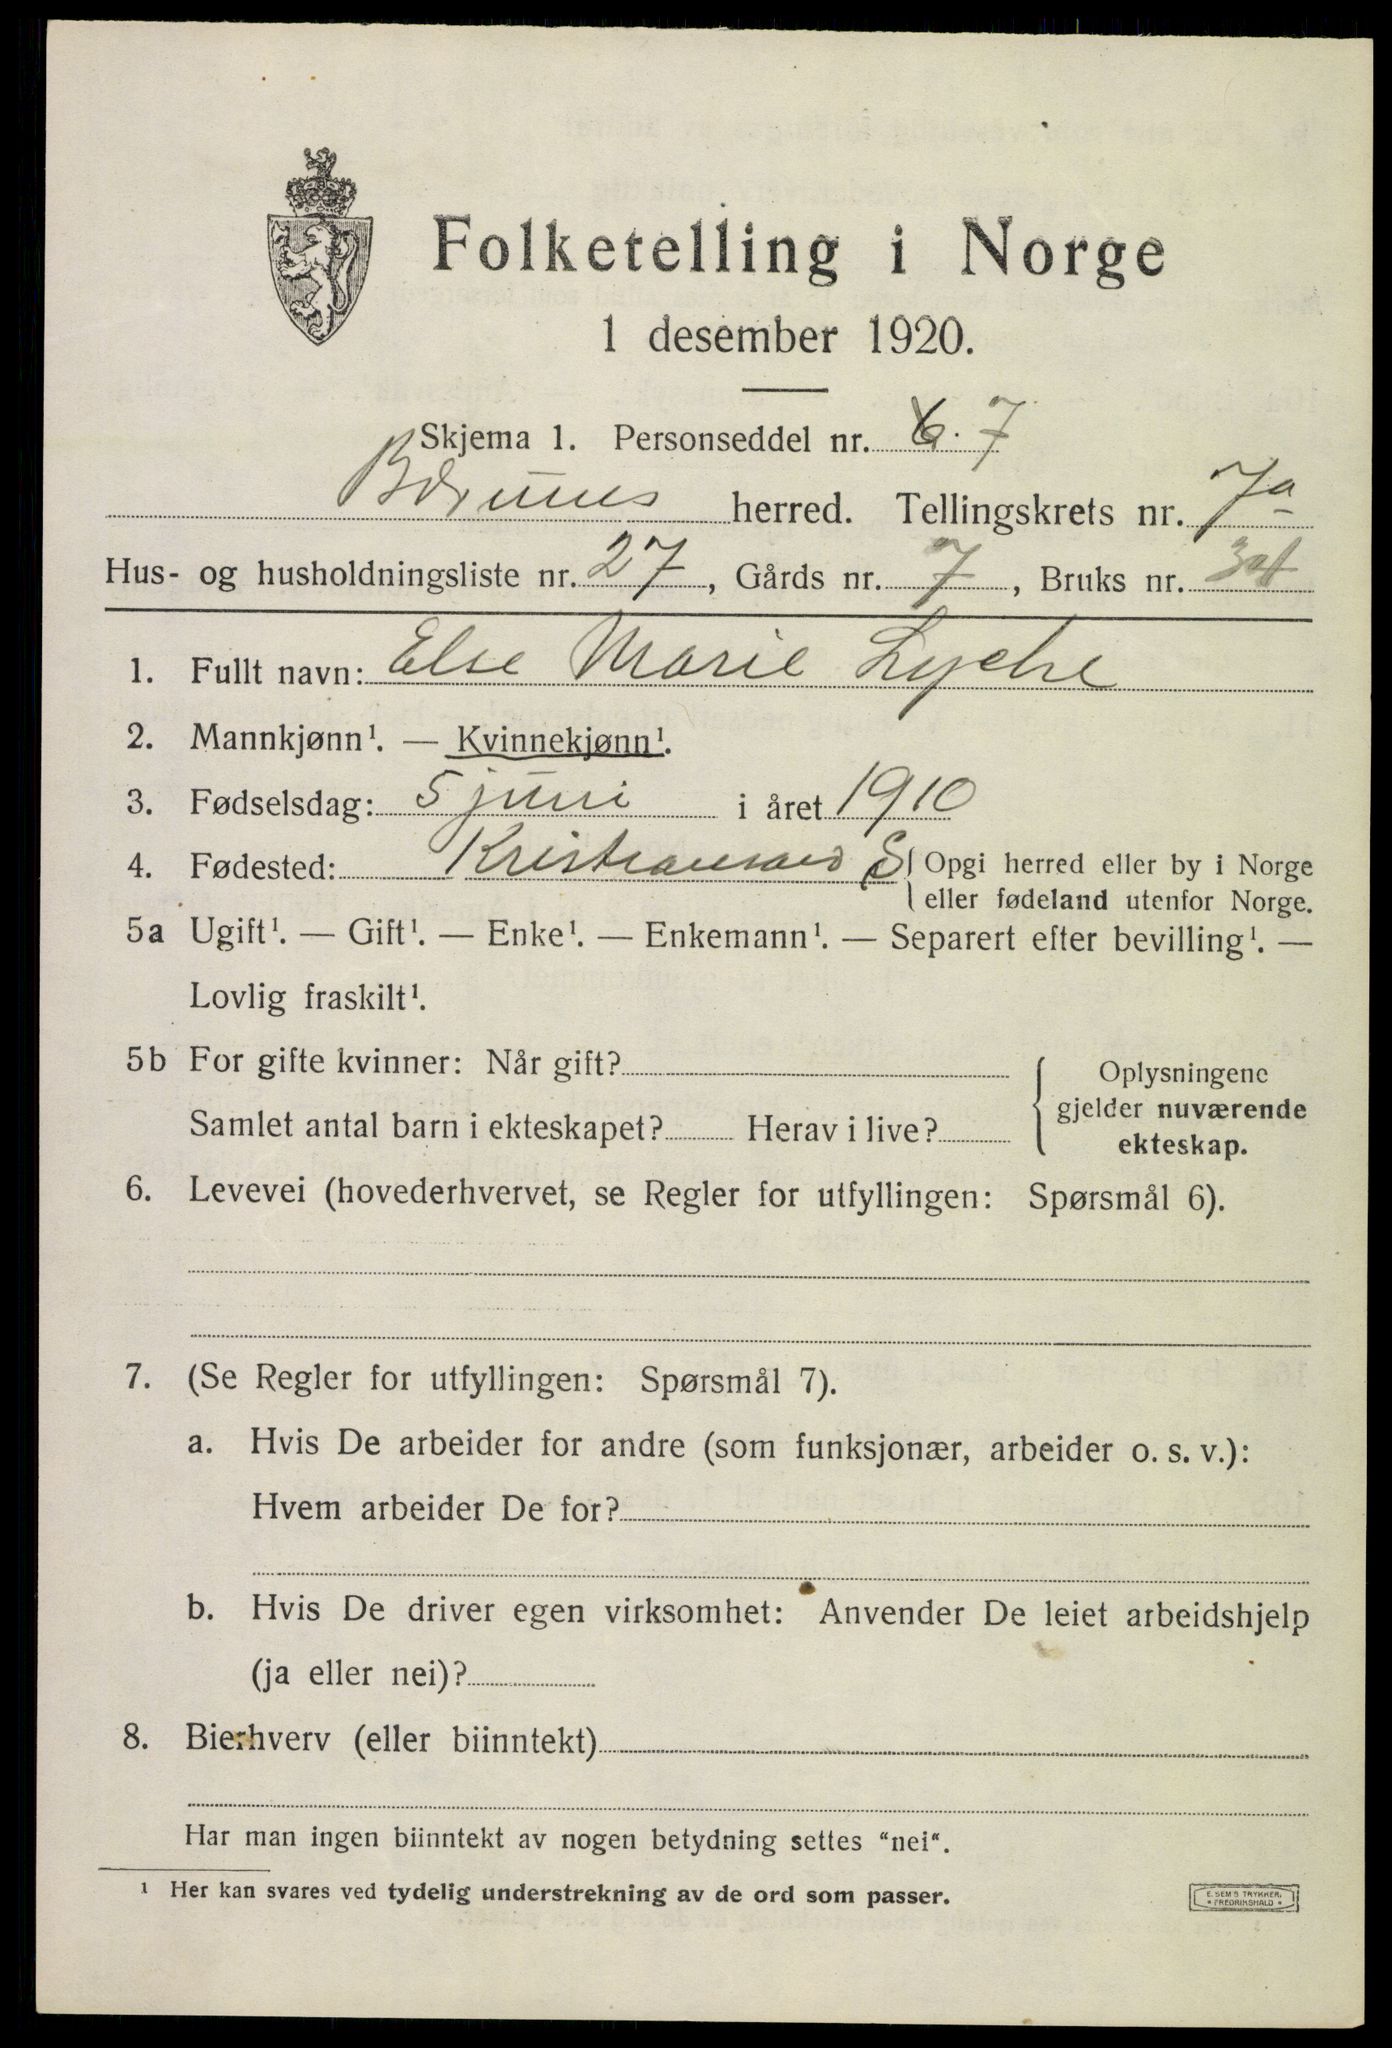 Folketelling i Norge
1 desember 1920.
Skjema 1. Personseddel nr. 6. 7
Bærums herred. Tellingskrets nr. 7a
Hus- og husholdningsliste nr. 27, Gårds nr. 7, Bruks nr.
1. Fullt navn: Else Marie Lyche
2. Mannkjønn¹. — Kvinnekjønn¹.
3. Fødselsdag: 5 juni i året 1910
4. Fødested: Kristiansand S { Opgi herred eller by i Norge
eller fødeland utenfor Norge.
5a Ugift¹. — Gift¹. — Enke¹. — Enkemann¹. — Separert efter bevilling¹. —
Lovlig fraskilt¹.
5b For gifte kvinner: Når gift? { Oplysningene
gjelder nuværende
Samlet antal barn i ekteskapet? Herav i live?
ekteskap.
6. Levevei (hovederhvervet, se Regler for utfyllingen: Spørsmål 6).
7. (Se Regler for utfyllingen: Spørsmål 7).
a. Hvis De arbeider for andre (som funksjonær, arbeider o. s. v.):
Hvem arbeider De for?
b. Hvis De driver egen virksomhet: Anvender De leiet arbeidshjelp
(ja eller nei)?
8. Bierhverv (eller biinntekt)
Har man ingen biinntekt av nogen betydning settes "nei".
¹ Her kan svares ved tydelig understrekning av de ord som passer.
E. SEM'S TRYKKERI,
* FREDRIKSHALD *